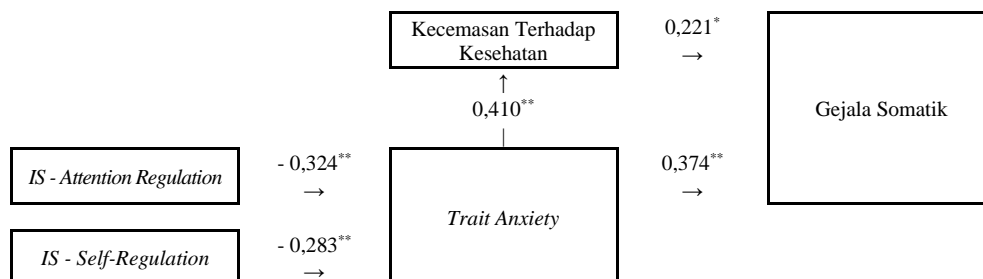 Kecemasan Terhadap
Kesehatan
0,221*
→
↑
0,410**
|
Gejala Somatik
IS - Attention Regulation
- 0,324**
→
Trait Anxiety
0,374**
→
IS - Self-Regulation
- 0,283**
→